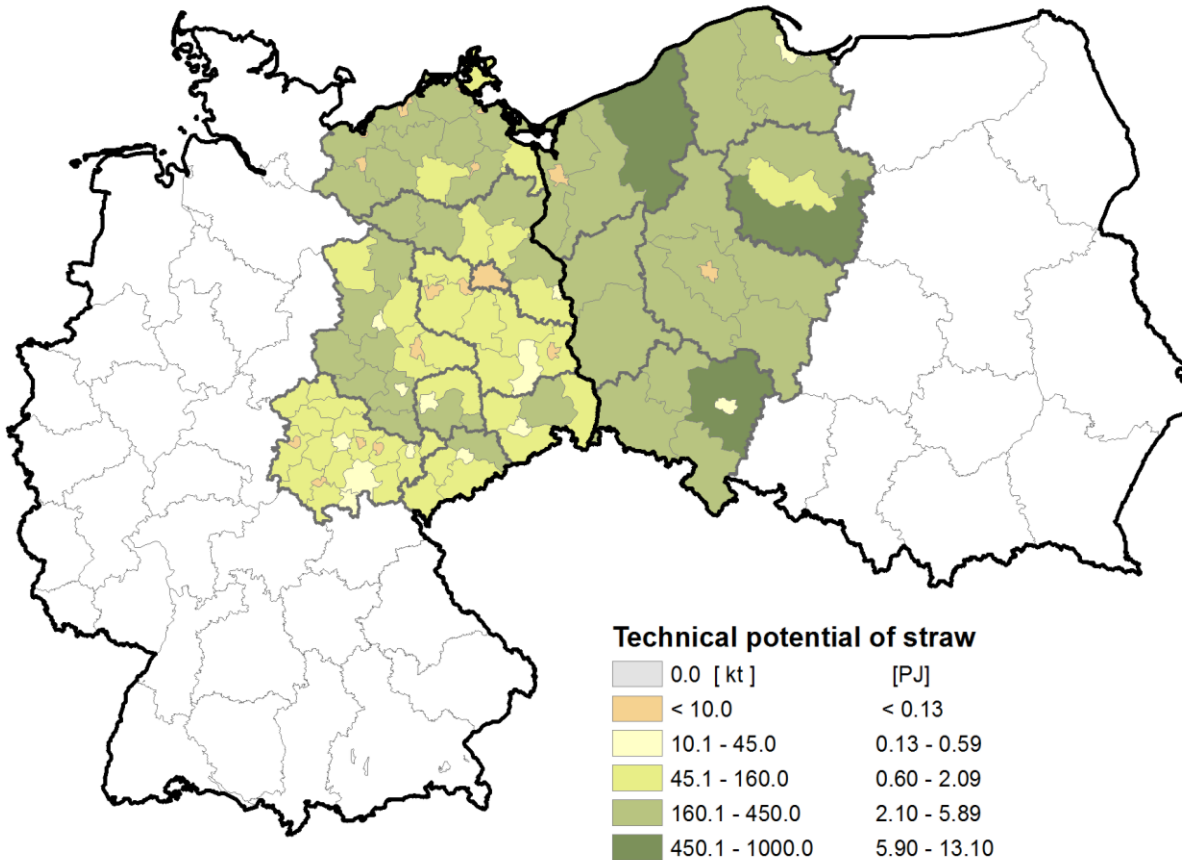 Technical potential of straw
0.0 [ kt ] [PJ]
< 10.0 < 0.13
10.1 - 45.0 0.13 - 0.59
45.1 - 160.0 0.60 - 2.09
160.1 - 450.0 2.10 - 5.89
450.1 - 1000.0 5.90 - 13.10